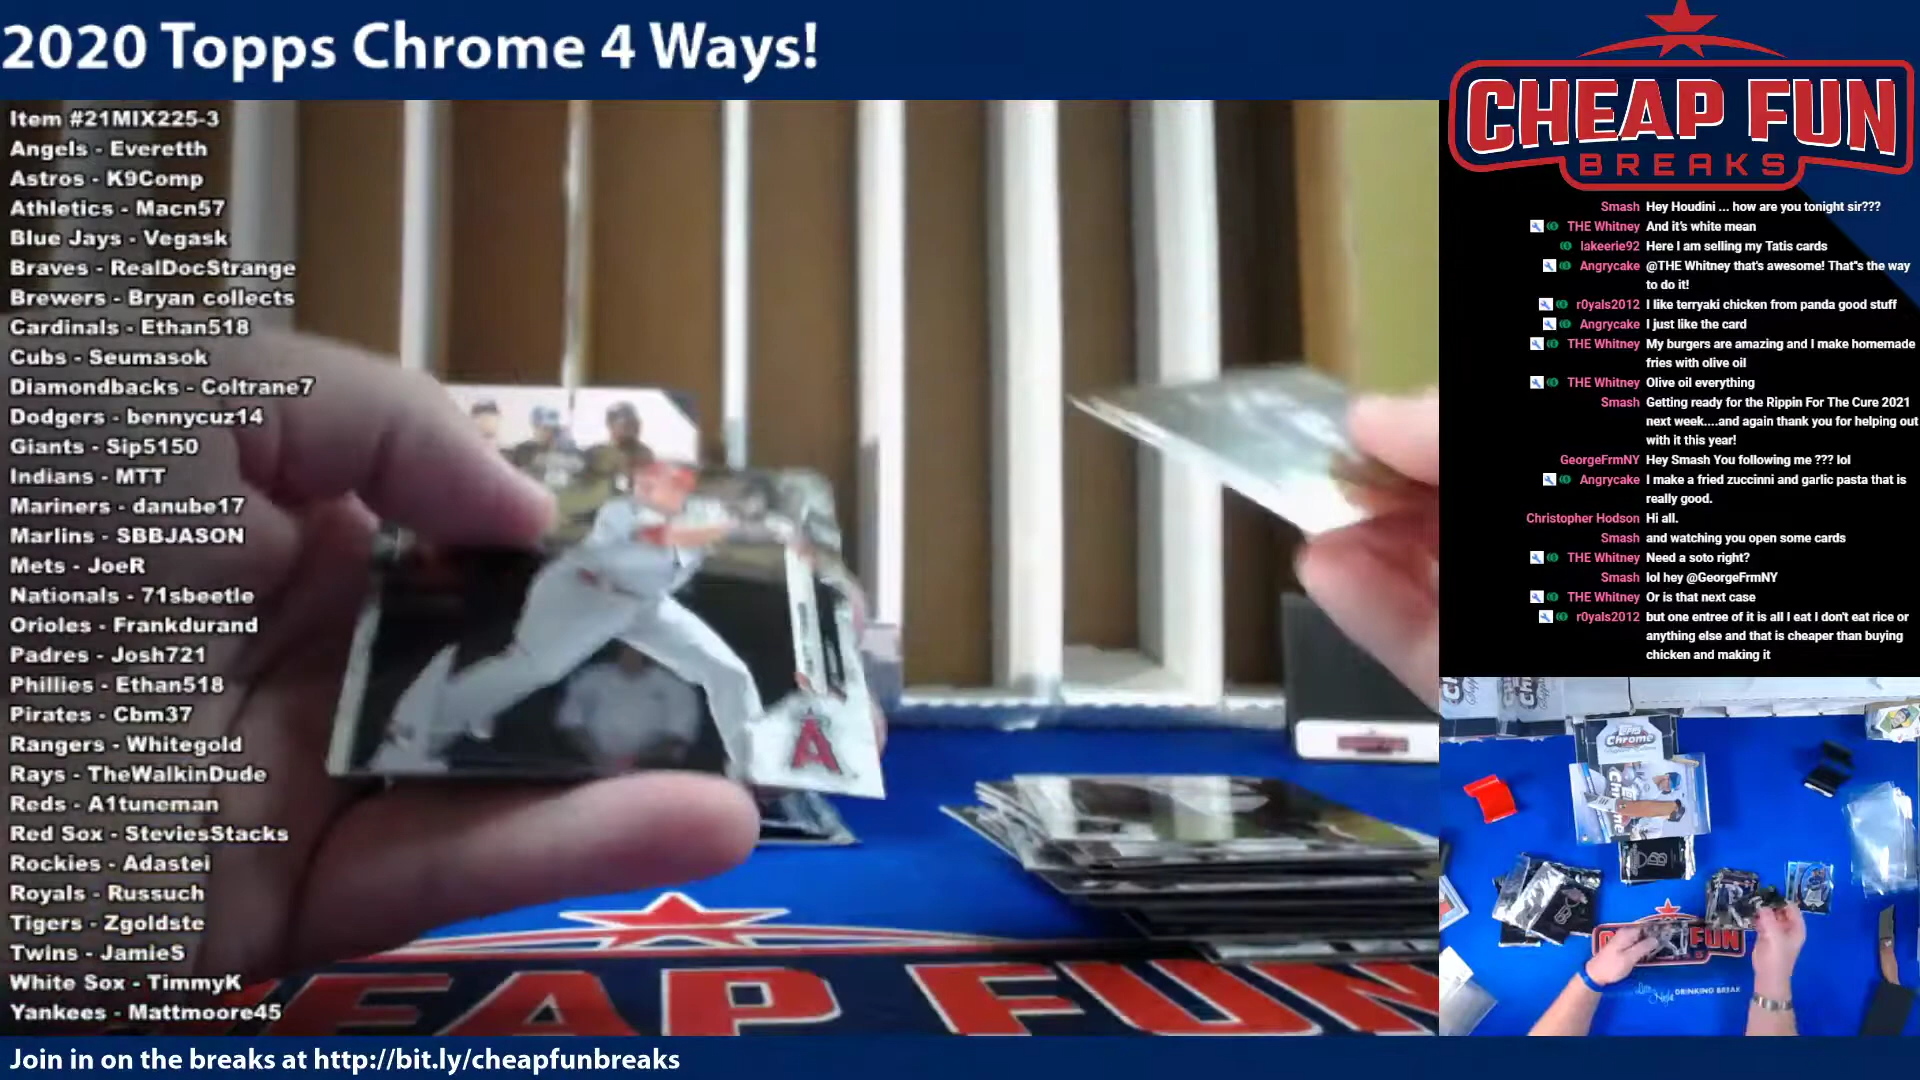 2020 Topps Chrome 4 Ways!
CHEAP FUN
BREAKS
Item #21MIX225-3
Angels - Everetth
Astros - K9Comp
Athletics - Macn57
Blue Jays - Vegask
Braves - RealDocStrange
Brewers - Bryan collects
Cardinals - Ethan518
Cubs - Seumasok
Diamondbacks - Coltrane7
Dodgers - bennycuz14
Giants - Sip5150
Indians - MTT
Mariners - danube17
Marlins - SBBJASON
Mets - JoeR
Nationals - 71sbeetle
Orioles - Frankdurand
Padres - Josh721
Phillies - Ethan518
Pirates - Cbm37
Rangers - Whitegold
Rays - TheWalkinDude
Reds - A1tuneman
Red Sox - SteviesStacks
Rockies - Adastei
Royals - Russuch
Tigers - Zgoldste
Twins - JamieS
White Sox - TimmyK
Yankees - Mattmoore45
Smash Hey Houdini ... how are you tonight sir???
THE Whitney And it's white mean
lakeerie92 Here I am selling my Tatis cards
Angrycake @THE Whitney that's awesome! That"s the way
to do it!
r0yals2012 I like terryaki chicken from panda good stuff
Angrycake I just like the card
THE Whitney My burgers are amazing and I make homemade
fries with olive oil
THE Whitney Olive oil everything
Smash Getting ready for the Rippin For The Cure 2021
next week....and again thank you for helping out
with it this year!
GeorgeFrmNY Hey Smash You following me ??? lol
Angrycake I make a fried zuccinni and garlic pasta that is
really good.
Christopher Hodson Hi all.
Smash and watching you open some cards
THE Whitney Need a soto right?
Smash lol hey @GeorgeFrmNY
THE Whitney Or is that next case
r0yals2012 but one entree of it is all I eat I don't eat rice or
anything else and that is cheaper than buying
chicken and making it
A
CHEAP FUN
Chrome
FUN
DRINKING BREAK
Join in on the breaks at http://bit.ly/cheapfunbreaks